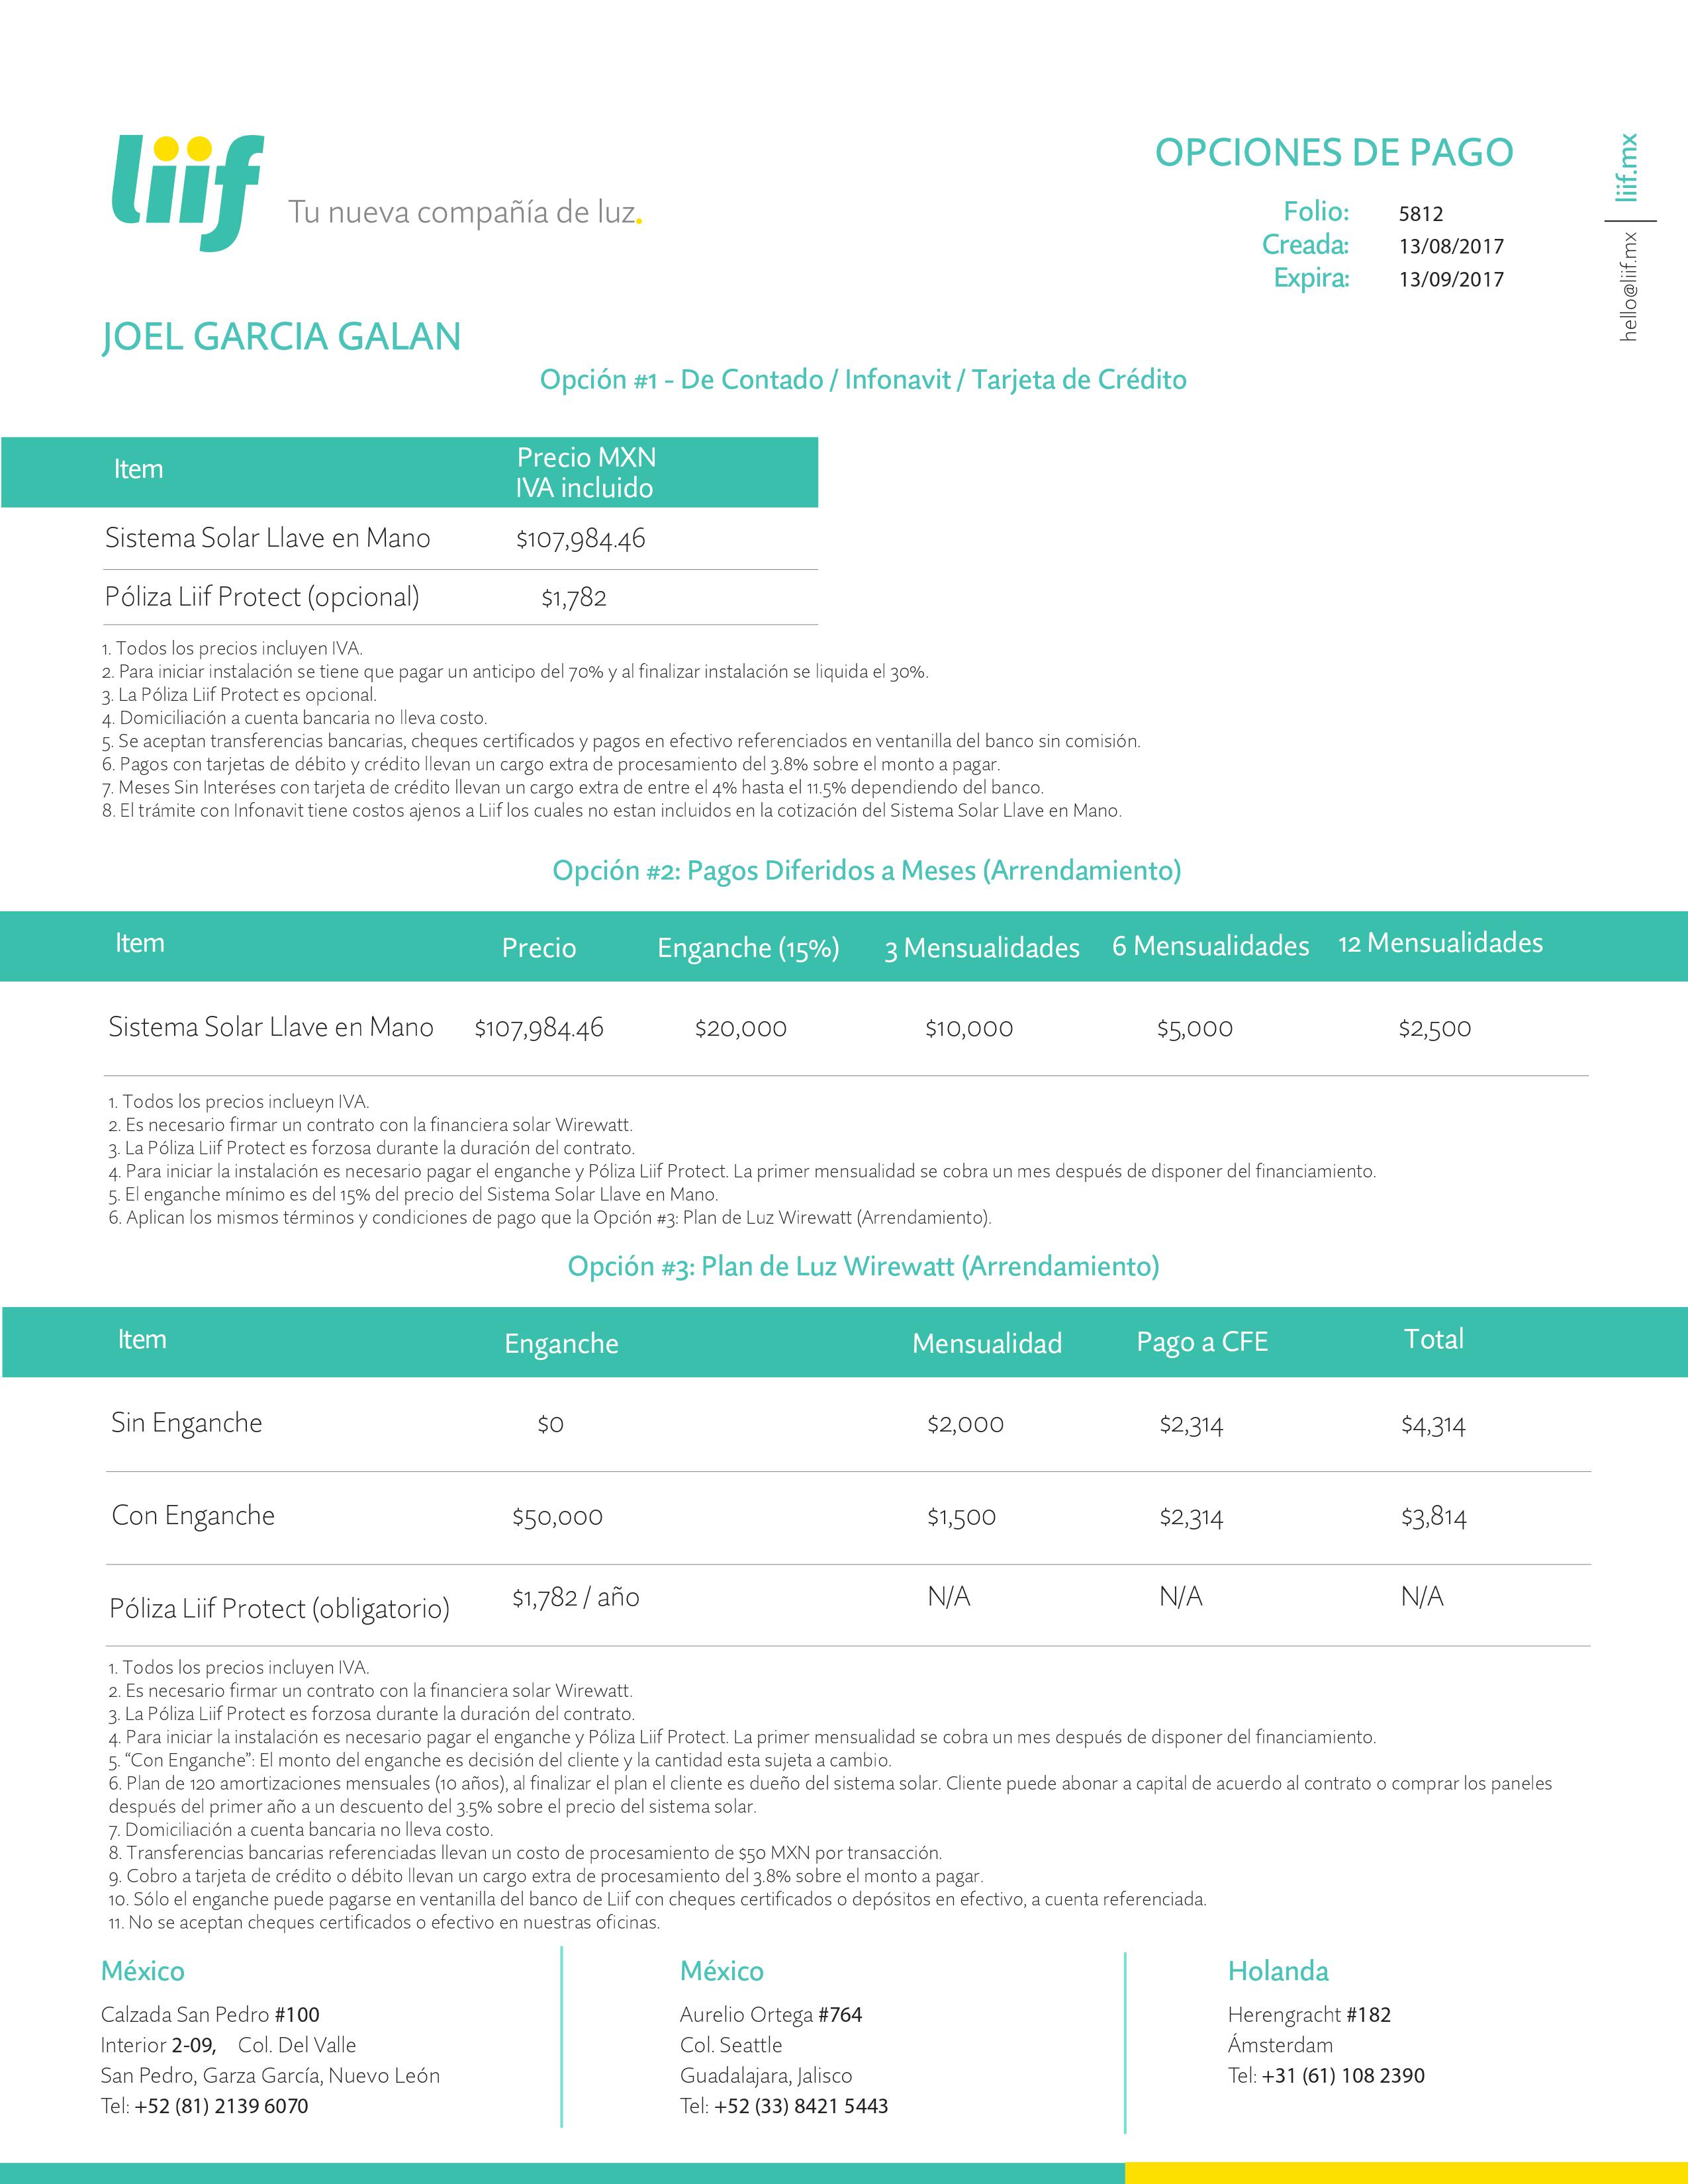 liif
Tu nueva compañía de luz.
OPCIONES DE PAGO
Folio: 5812
Creada: 13/08/2017
Expira: 13/09/2017
liif.mx
hello@liif.mx
JOEL GARCIA GALAN
Opción #1 - De Contado / Infonavit / Tarjeta de Crédito
Item
Precio MXN
IVA incluido
Sistema Solar Llave en Mano $107,984.46
Póliza Liif Protect (opcional) $1,782
1. Todos los precios incluyen IVA.
2. Para iniciar instalación se tiene que pagar un anticipo del 70% y al finalizar instalación se liquida el 30%.
3. La Póliza Liif Protect es opcional.
4. Domiciliación a cuenta bancaria no lleva costo.
5. Se aceptan transferencias bancarias, cheques certificados y pagos en efectivo referenciados en ventanilla del banco sin comisión.
6. Pagos con tarjetas de débito y crédito llevan un cargo extra de procesamiento del 3.8% sobre el monto a pagar.
7. Meses Sin Interéses con tarjeta de crédito llevan un cargo extra de entre el 4% hasta el 11.5% dependiendo del banco.
8. El trámite con Infonavit tiene costos ajenos a Liif los cuales no estan incluidos en la cotización del Sistema Solar Llave en Mano.
Opción #2: Pagos Diferidos a Meses (Arrendamiento)
Item Precio Enganche (15%) 3 Mensualidades 6 Mensualidades 12 Mensualidades
Sistema Solar Llave en Mano $107,984.46 $20,000 $10,000 $5,000 $2,500
1. Todos los precios inclueyn IVA.
2. Es necesario firmar un contrato con la financiera solar Wirewatt.
3. La Póliza Liif Protect es forzosa durante la duración del contrato.
4. Para iniciar la instalación es necesario pagar el enganche y Póliza Liif Protect. La primer mensualidad se cobra un mes después de disponer del financiamiento.
5. El enganche mínimo es del 15% del precio del Sistema Solar Llave en Mano.
6. Aplican los mismos términos y condiciones de pago que la Opción #3: Plan de Luz Wirewatt (Arrendamiento).
Opción #3: Plan de Luz Wirewatt (Arrendamiento)
Item Enganche Mensualidad Pago a CFE Total
Sin Enganche $0 $2,000 $2,314 $4,314
Con Enganche $50,000 $1,500 $2,314 $3,814
Póliza Liif Protect (obligatorio) $1,782 / año N/A N/A N/A
1. Todos los precios incluyen IVA.
2. Es necesario firmar un contrato con la financiera solar Wirewatt.
3. La Póliza Liif Protect es forzosa durante la duración del contrato.
4. Para iniciar la instalación es necesario pagar el enganche y Póliza Liif Protect. La primer mensualidad se cobra un mes después de disponer del financiamiento.
5. “Con Enganche”: El monto del enganche es decisión del cliente y la cantidad esta sujeta a cambio.
6. Plan de 120 amortizaciones mensuales (10 años), al finalizar el plan el cliente es dueño del sistema solar. Cliente puede abonar a capital de acuerdo al contrato o comprar los paneles
después del primer año a un descuento del 3.5% sobre el precio del sistema solar.
7. Domiciliación a cuenta bancaria no lleva costo.
8. Transferencias bancarias referenciadas llevan un costo de procesamiento de $50 MXN por transacción.
9. Cobro a tarjeta de crédito o débito llevan un cargo extra de procesamiento del 3.8% sobre el monto a pagar.
10. Sólo el enganche puede pagarse en ventanilla del banco de Liif con cheques certificados o depósitos en efectivo, a cuenta referenciada.
11. No se aceptan cheques certificados o efectivo en nuestras oficinas.
México
Calzada San Pedro #100
Interior 2-09, Col. Del Valle
San Pedro, Garza García, Nuevo León
Tel: +52 (81) 2139 6070
México
Aurelio Ortega #764
Col. Seattle
Guadalajara, Jalisco
Tel: +52 (33) 8421 5443
Holanda
Herengracht #182
Ámsterdam
Tel: +31 (61) 108 2390